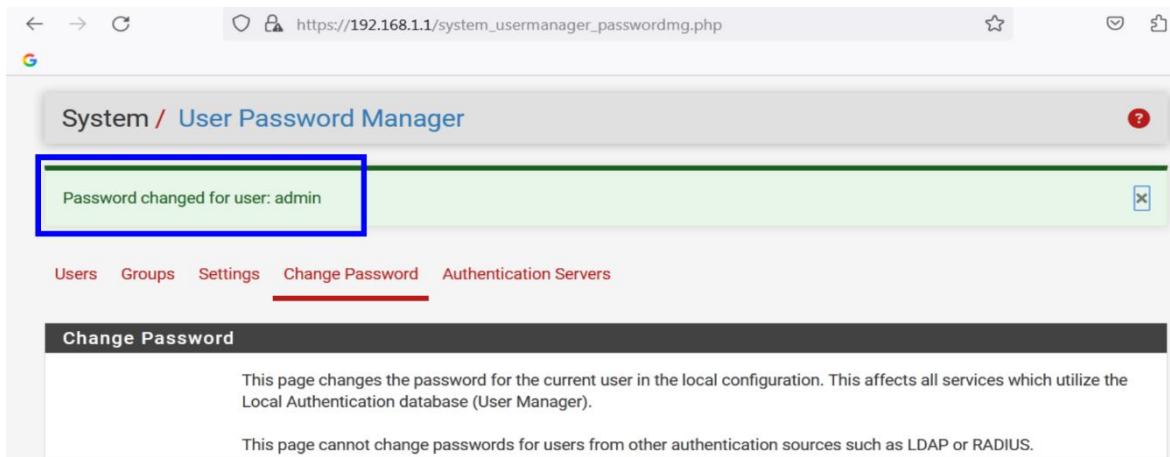 https://192.168.1.1/system_usermanager_passwordmg.php
G
System / User Password Manager
?
Password changed for user: admin
×
Users Groups Settings Change Password Authentication Servers
Change Password
This page changes the password for the current user in the local configuration. This affects all services which utilize the
Local Authentication database (User Manager).
This page cannot change passwords for users from other authentication sources such as LDAP or RADIUS.